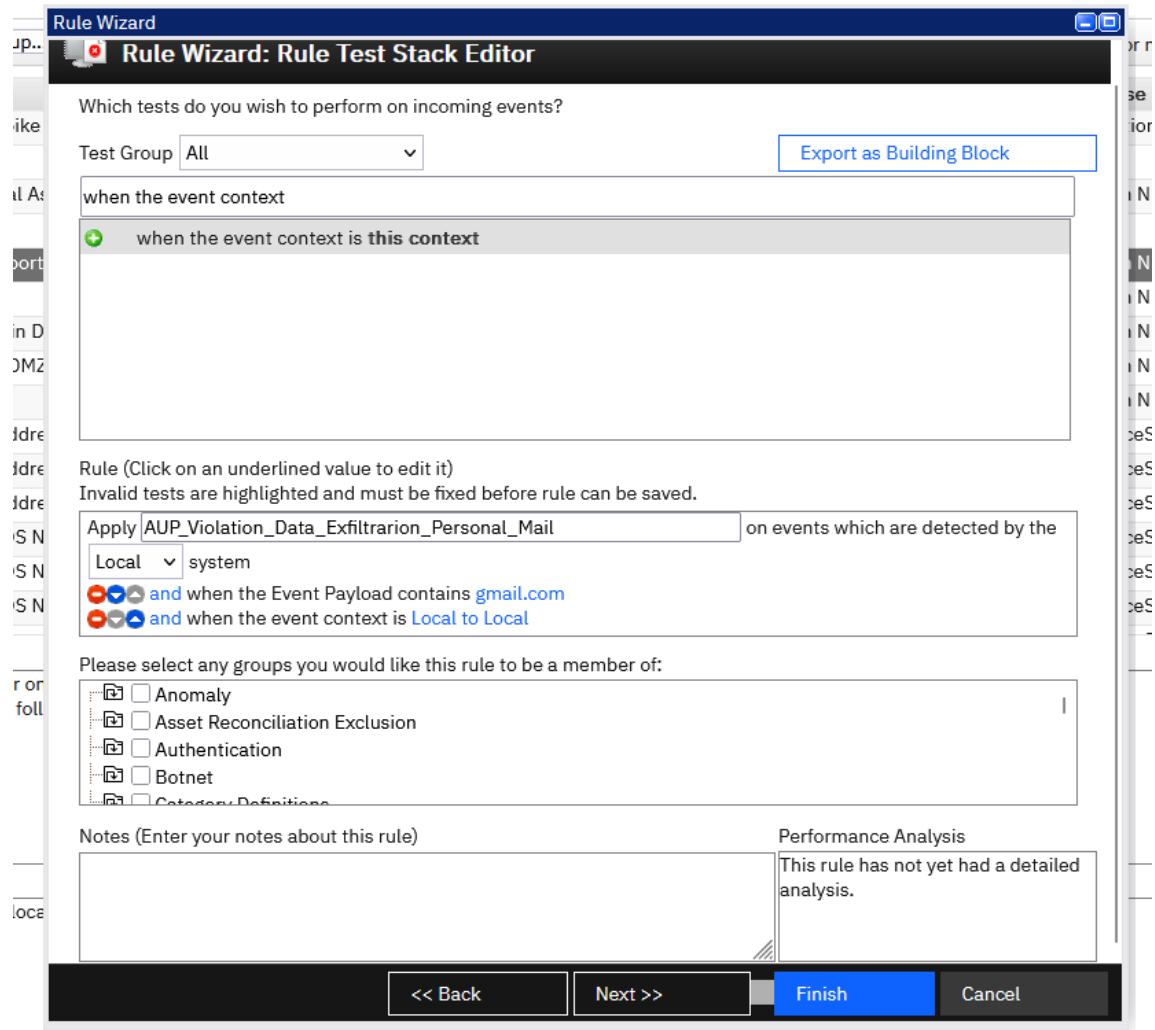 Rule Wizard
Rule Wizard: Rule Test Stack Editor
Which tests do you wish to perform on incoming events?
Test Group All
Export as Building Block
when the event context
when the event context is this context
Rule (Click on an underlined value to edit it)
Invalid tests are highlighted and must be fixed before rule can be saved.
Apply AUP_Violation_Data_Exfiltrarion_Personal_Mail on events which are detected by the
Local system
and when the Event Payload contains gmail.com
and when the event context is Local to Local
Please select any groups you would like this rule to be a member of:
Anomaly
Asset Reconciliation Exclusion
Authentication
Botnet
Category Definitions
Notes (Enter your notes about this rule)
Performance Analysis
This rule has not yet had a detailed
analysis.
<< Back
Next >>
Finish
Cancel